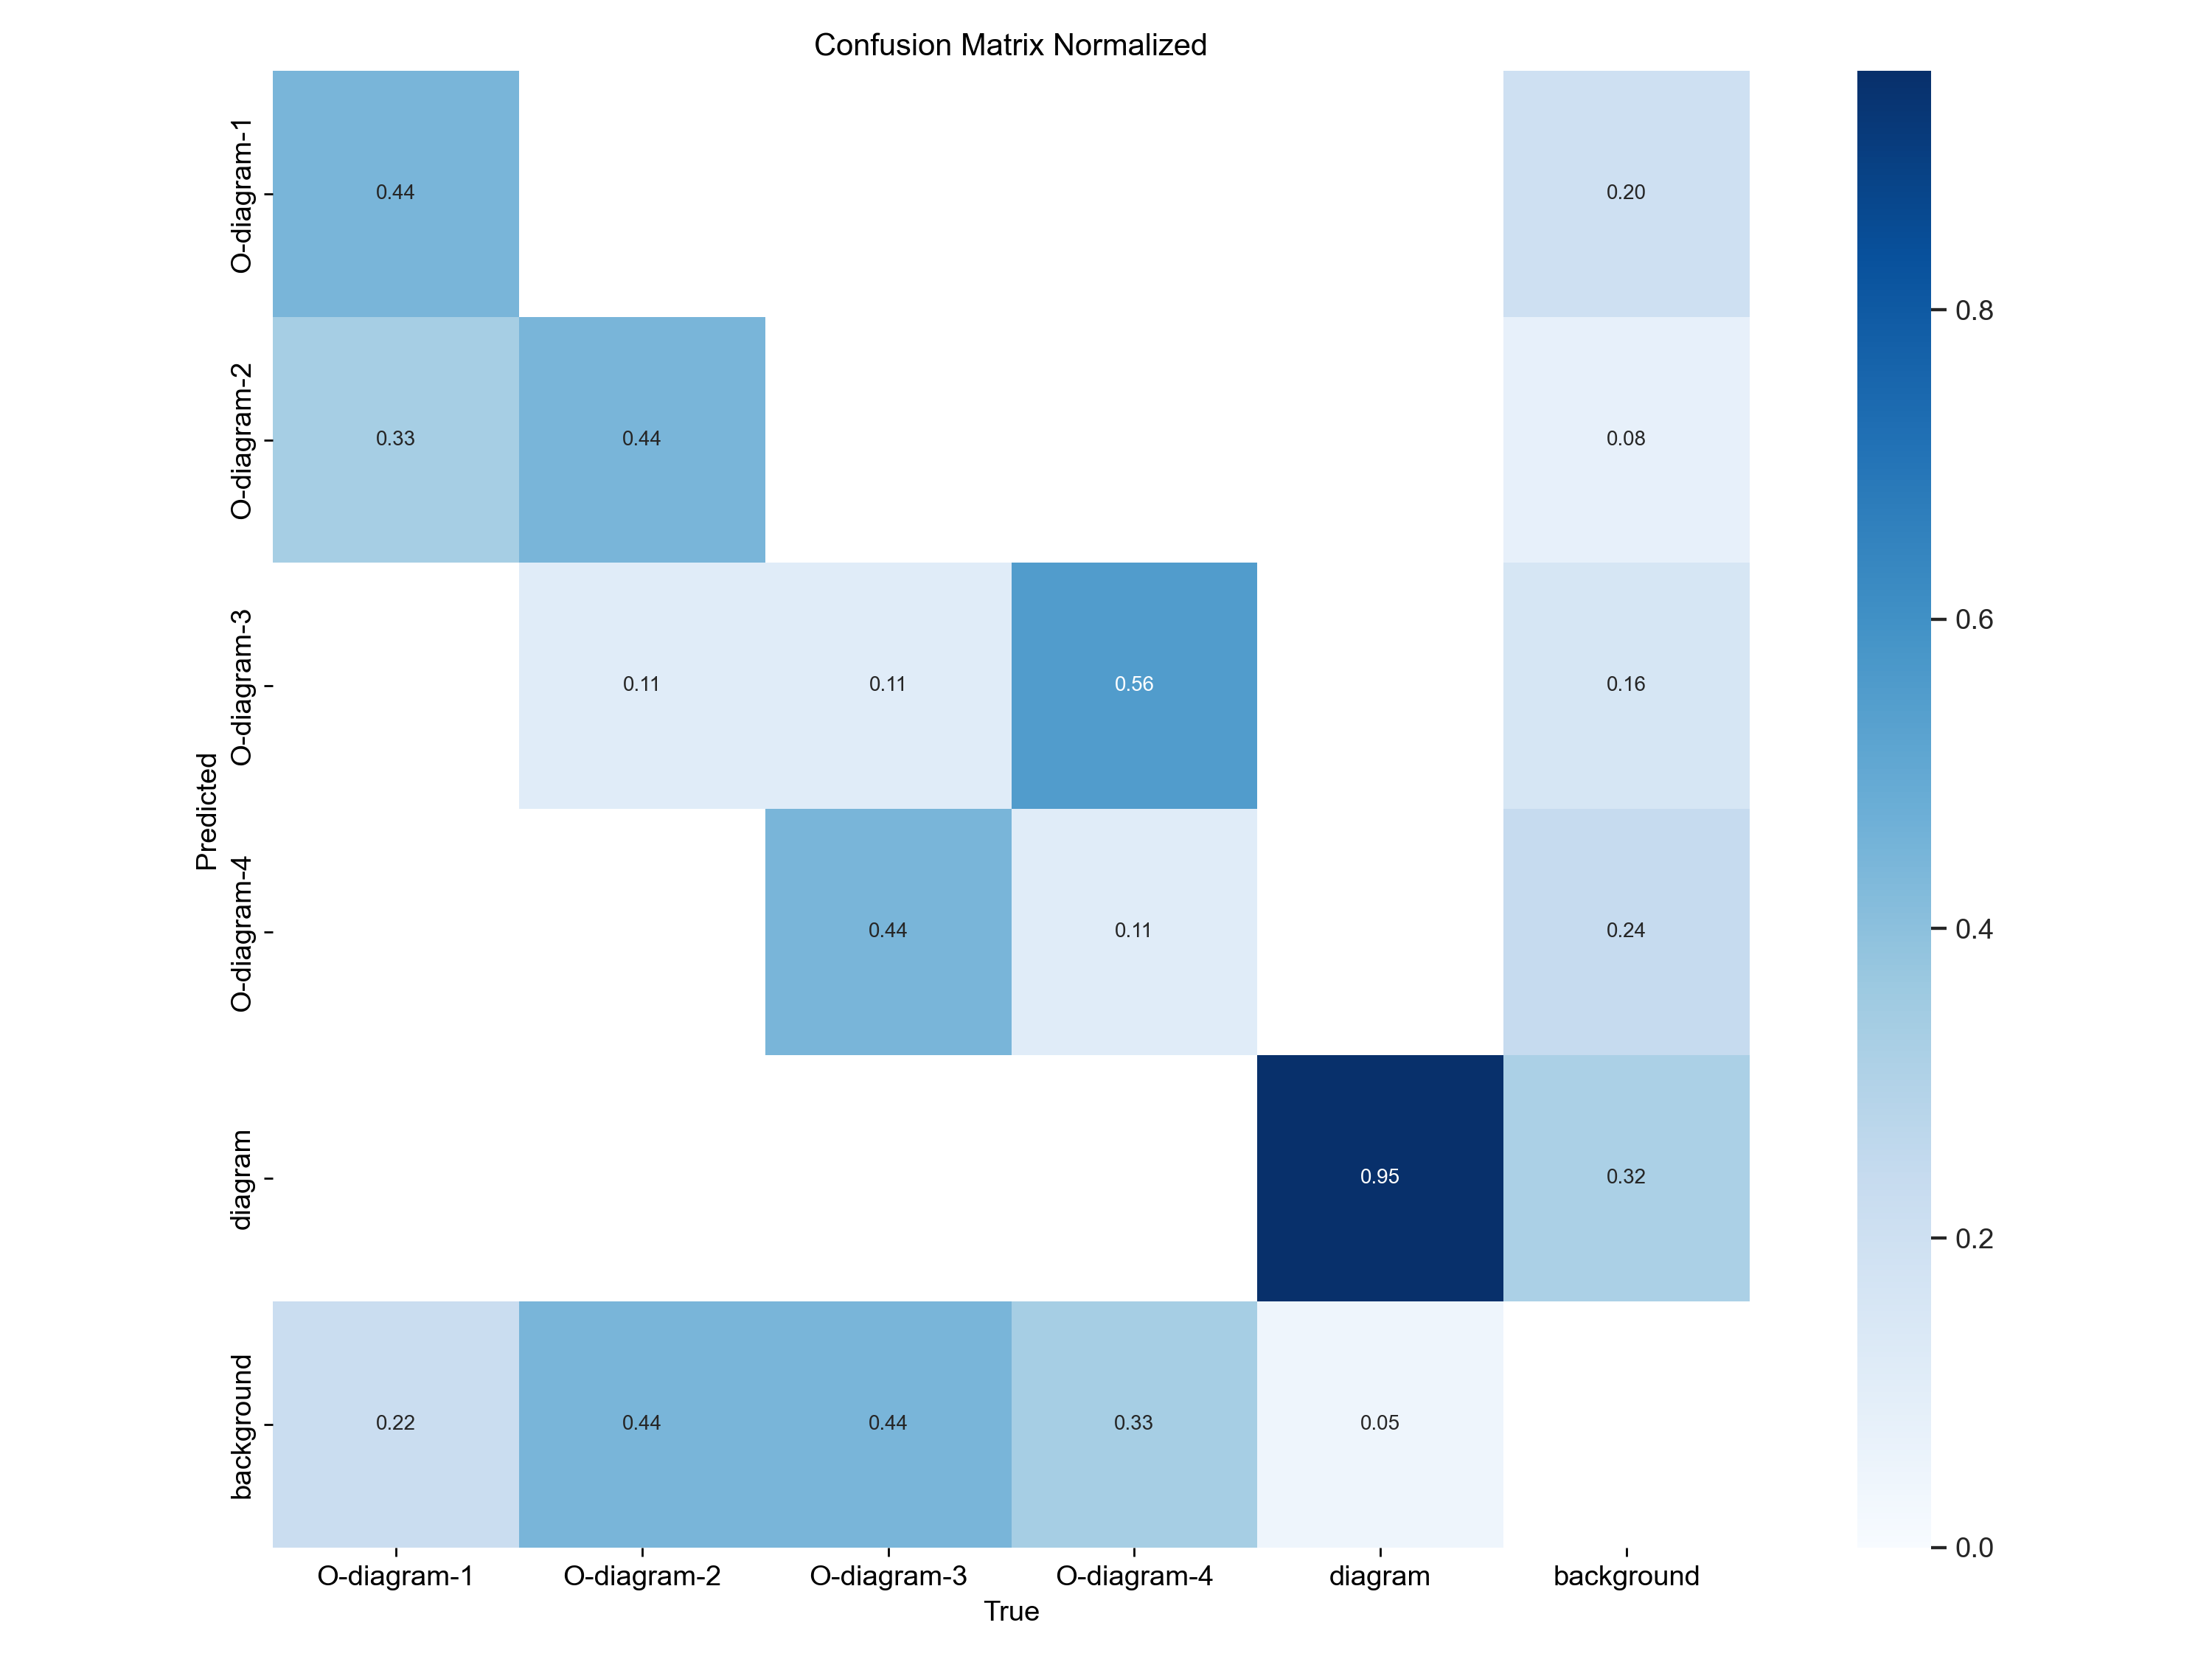 Confusion Matrix Normalized
O-diagram-1
0.44
0.20
O-diagram-2
0.33
0.44
0.08
O-diagram-3
0.11
0.11
0.56
0.16
O-diagram-4
0.44
0.11
0.24
diagram
0.95
0.32
background
0.22
0.44
0.44
0.33
0.05
Predicted
O-diagram-1
O-diagram-2
O-diagram-3
O-diagram-4
diagram
background
True
0.8
0.6
0.4
0.2
0.0